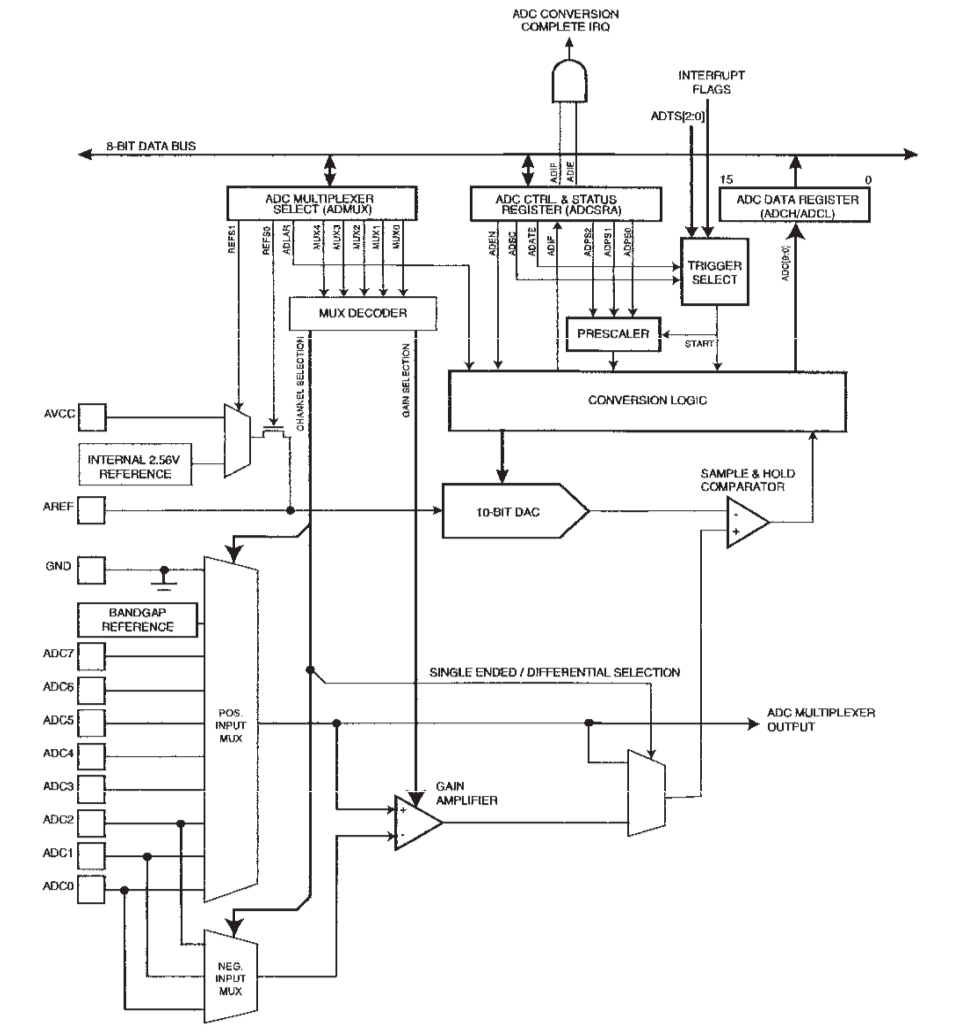 ADC CONVERSION
COMPLETE IRQ
INTERRUPT
FLAGS
ADTS[2:0]
8-BIT DATA BUS
ADIF
ADIE
15
0
ADC MULTIPLEXER
SELECT (ADMUX)
ADC CTRL. & STATUS
REGISTER (ADCSRA)
ADC DATA REGISTER
(ADCH/ADCL)
REFS1
REFS0
ADLAR
MUX4
MUX3
MUX2
MUX1
MUX0
ADEN
ADSC
ADATE
ADIF
ADPS2
ADPS1
ADPS0
ADC[9:0]
TRIGGER
SELECT
MUX DECODER
PRESCALER
START
CHANNEL SELECTION
GAIN SELECTION
CONVERSION LOGIC
AVCC
INTERNAL 2.56V
REFERENCE
SAMPLE & HOLD
COMPARATOR
AREF
10-BIT DAC
-
+
GND
BANDGAP
REFERENCE
ADC7
SINGLE ENDED / DIFFERENTIAL SELECTION
ADC6
ADC5
POS.
INPUT
MUX
ADC MULTIPLEXER
OUTPUT
ADC4
ADC3
GAIN
AMPLIFIER
+
-
ADC2
ADC1
ADC0
NEG.
INPUT
MUX